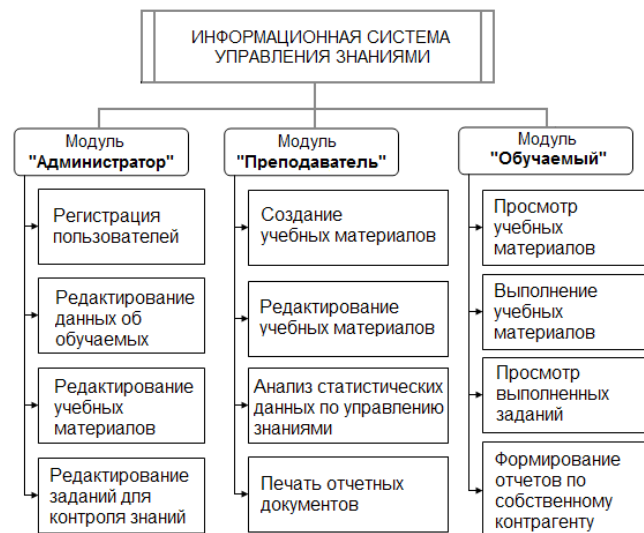 ИНФОРМАЦИОННАЯ СИСТЕМА
УПРАВЛЕНИЯ ЗНАНИЯМИ
Модуль
"Администратор"
Регистрация
пользователей
Редактирование
данных об
обучаемых
Редактирование
учебных
материалов
Редактирование
заданий для
контроля знаний
Модуль
"Преподаватель"
Создание
учебных материалов
Редактирование
учебных материалов
Анализ статистических
данных по управлению
знаниями
Печать отчетных
документов
Модуль
"Обучаемый"
Просмотр
учебных
материалов
Выполнение
учебных
материалов
Просмотр
выполненных
заданий
Формирование
отчетов по
собственному
контрагенту